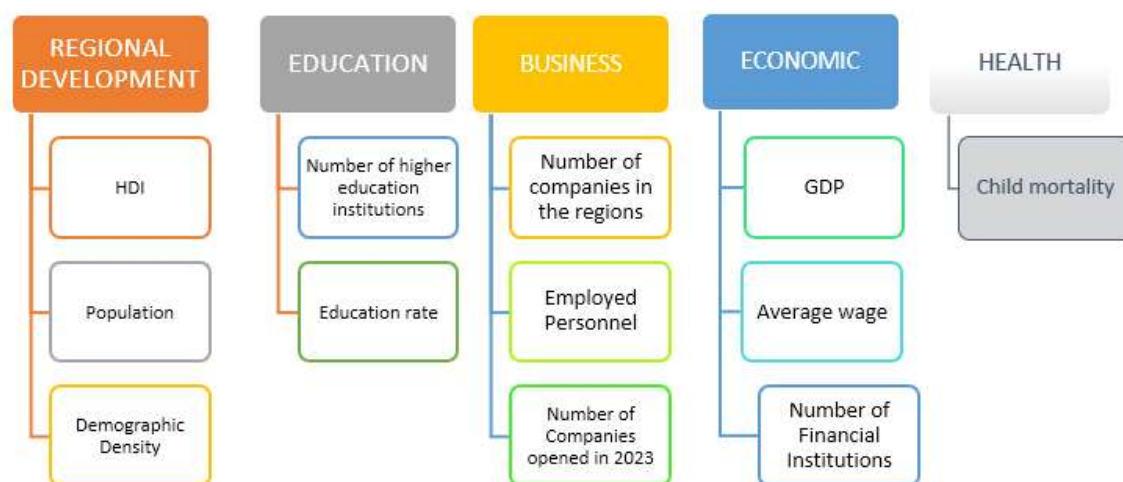 REGIONAL
DEVELOPMENT
HDI
Population
Demographic
Density
EDUCATION
Number of higher
education
institutions
Education rate
BUSINESS
Number of
companies in
the regions
Employed
Personnel
Number of
Companies
opened in 2023
ECONOMIC
GDP
Average wage
Number of
Financial
Institutions
HEALTH
Child mortality